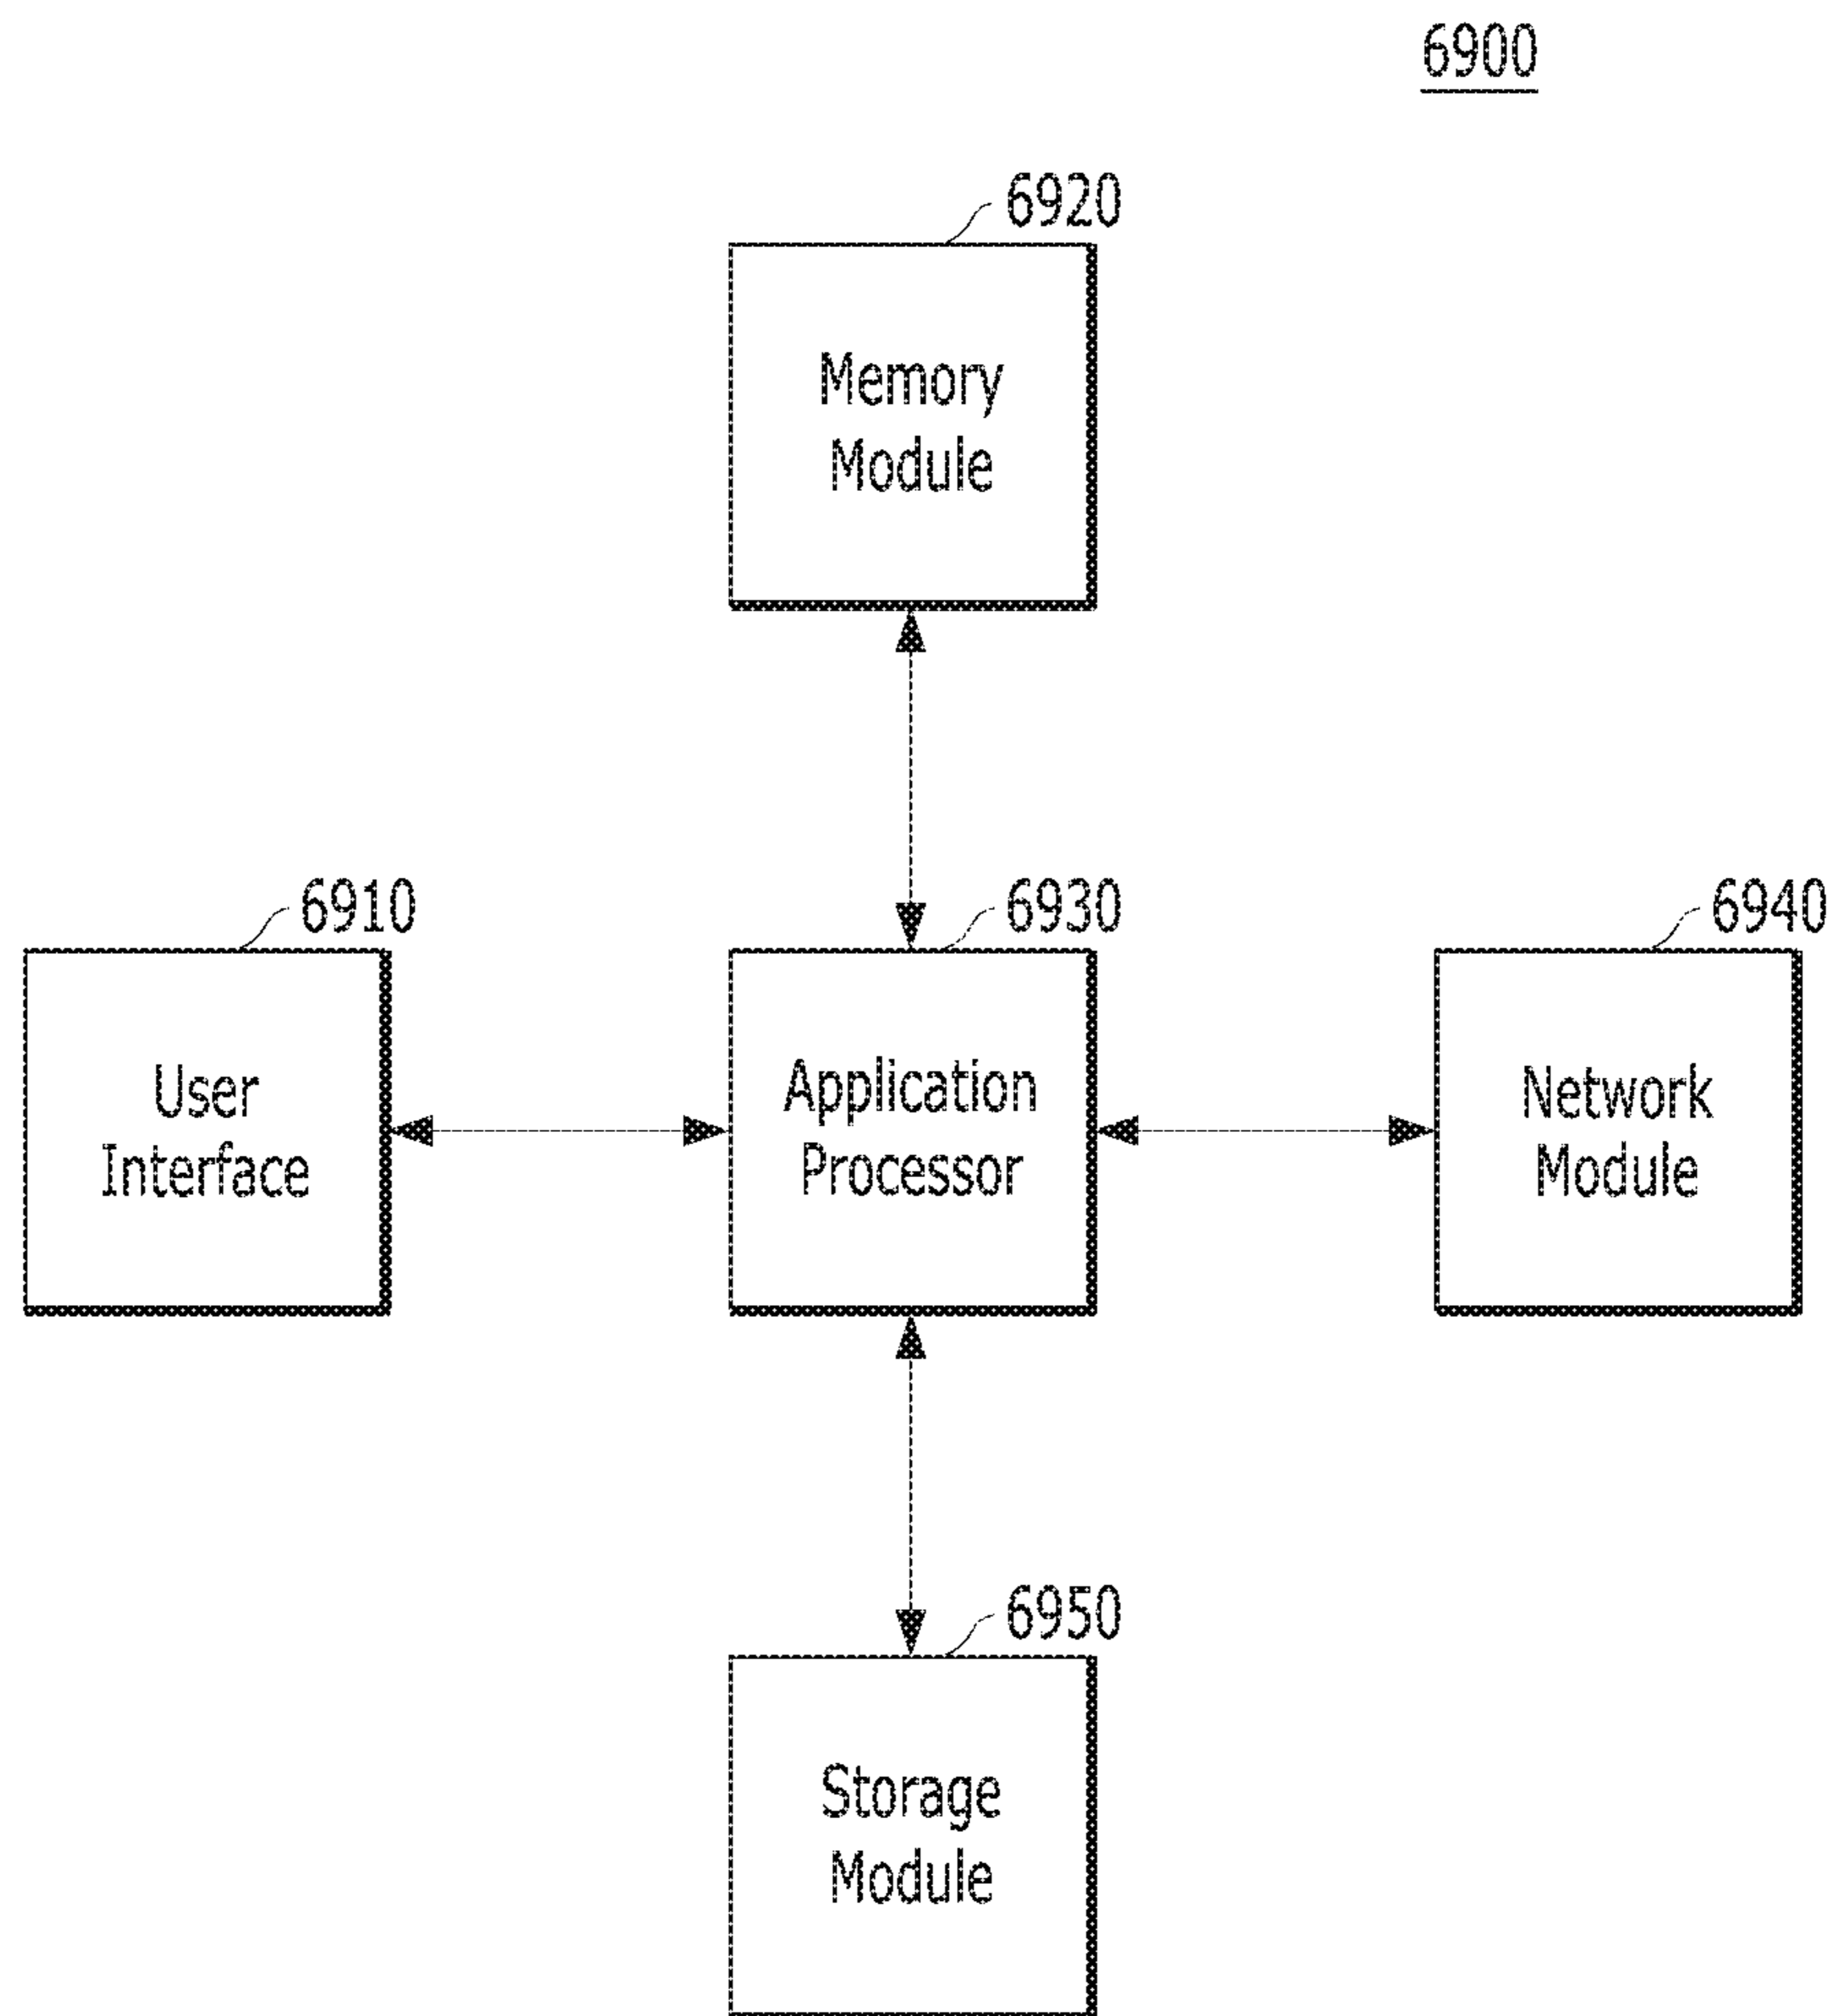 6900
6920
Memory
Module
6910
6930
6940
User
Interface
Application
Processor
Network
Module
6950
Storage
Module